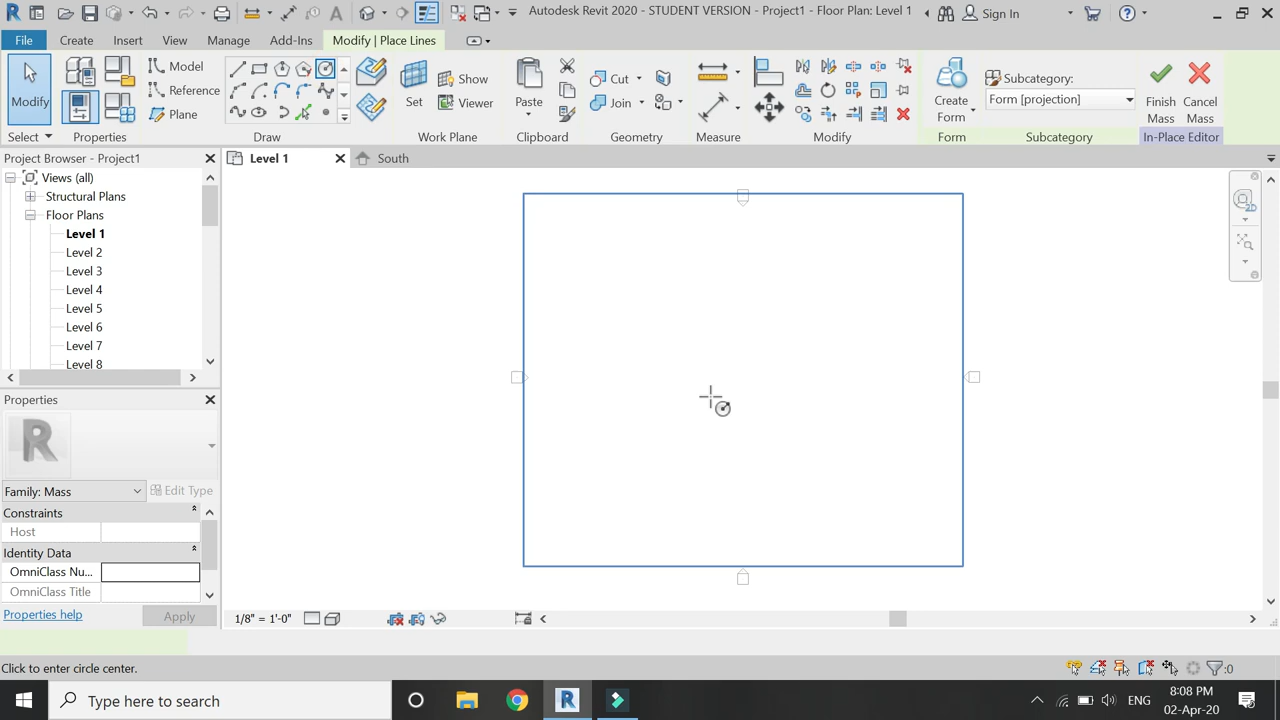 Autodesk Revit 2020 - STUDENT VERSION - Project1 - Floor Plan: Level 1
Sign In
File
Create
Insert
View
Manage
Add-Ins
Modify | Place Lines
Modify
Select
Properties
Model
Reference
Plane
Draw
Set
Show
Viewer
Work Plane
Paste
Clipboard
Cut
Join
Geometry
Measure
Modify
Create Form
Form
Subcategory:
Form [projection]
Subcategory
Finish Mass
Cancel Mass
In-Place Editor
Project Browser - Project1
Level 1
South
Views (all)
Structural Plans
Floor Plans
Level 1
Level 2
Level 3
Level 4
Level 5
Level 6
Level 7
Level 8
Properties
R
Family: Mass
Edit Type
Constraints
Host
Identity Data
OmniClass Nu...
OmniClass Title
Properties help
Apply
1/8" = 1'-0"
Click to enter circle center.
:0
Type here to search
ENG
8:08 PM
02-Apr-20